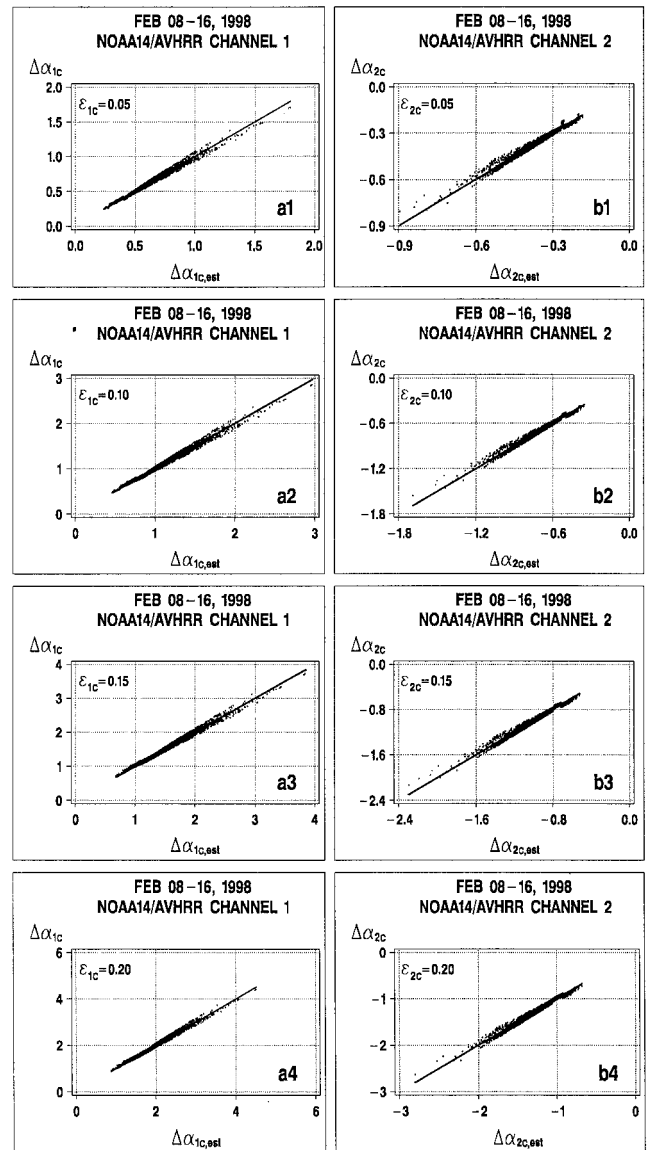 FEB 08–16, 1998
NOAA14/AVHRR CHANNEL 1
Δα1c
2.0
ε1c=0.05
1.5
1.0
0.5
a1
0.0
0.0 0.5 1.0 1.5 2.0
Δα1c,est
FEB 08–16, 1998
NOAA14/AVHRR CHANNEL 2
Δα2c
0.0
ε2c=0.05
−0.3
−0.6
b1
−0.9
−0.9 −0.6 −0.3 0.0
Δα2c,est
FEB 08–16, 1998
NOAA14/AVHRR CHANNEL 1
Δα1c
3
ε1c=0.10
2
1
a2
0
0 1 2 3
Δα1c,est
FEB 08–16, 1998
NOAA14/AVHRR CHANNEL 2
Δα2c
0.0
ε2c=0.10
−0.6
−1.2
b2
−1.8
−1.8 −1.2 −0.6 0.0
Δα2c,est
FEB 08–16, 1998
NOAA14/AVHRR CHANNEL 1
Δα1c
4
ε1c=0.15
3
2
1
a3
0
0 1 2 3 4
Δα1c,est
FEB 08–16, 1998
NOAA14/AVHRR CHANNEL 2
Δα2c
0.0
ε2c=0.15
−0.8
−1.6
b3
−2.4
−2.4 −1.6 −0.8 0.0
Δα2c,est
FEB 08–16, 1998
NOAA14/AVHRR CHANNEL 1
Δα1c
6
ε1c=0.20
4
2
a4
0
0 2 4 6
Δα1c,est
FEB 08–16, 1998
NOAA14/AVHRR CHANNEL 2
Δα2c
0
ε2c=0.20
−1
−2
b4
−3
−3 −2 −1 0
Δα2c,est